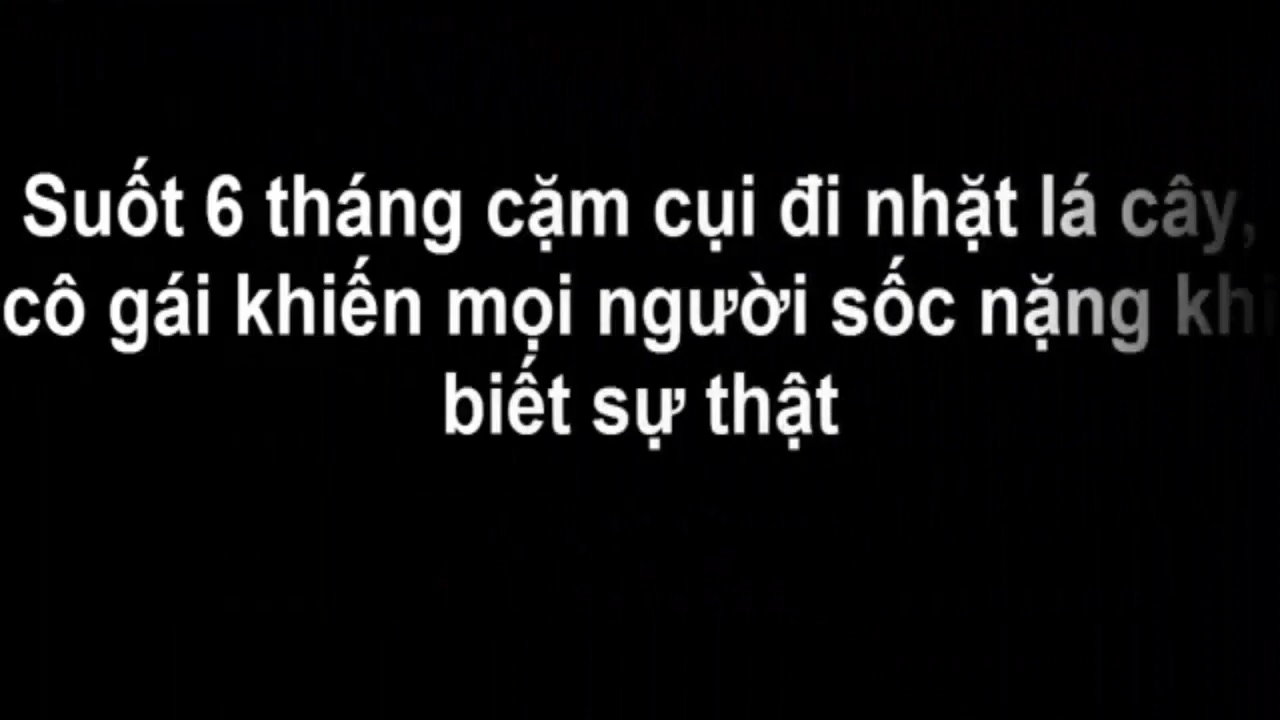 Suốt 6 tháng cặm cụi đi nhặt lá cây,
cô gái khiến mọi người sốc nặng khi
biết sự thật